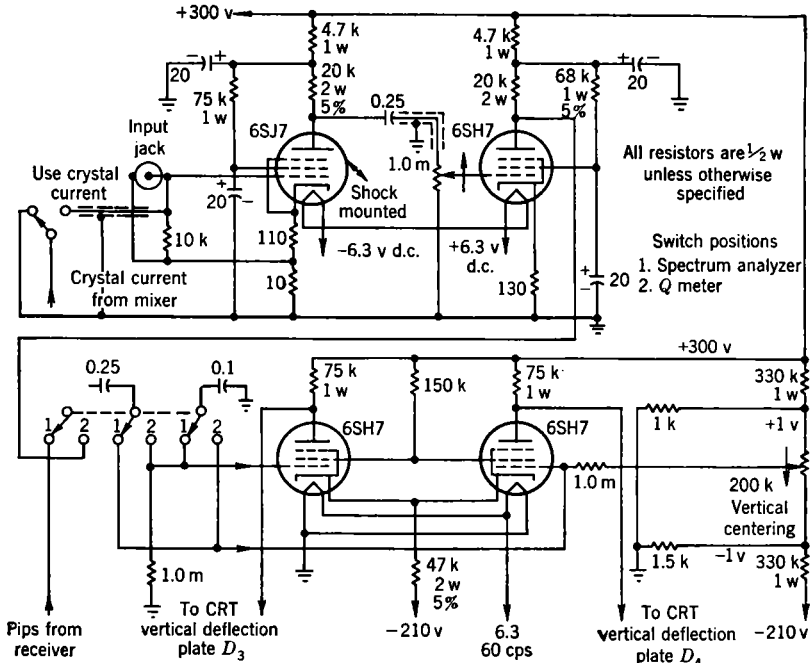 +300 v
4.7 k
1 w
4.7 k
1 w
20
20 k
2 w
5%
75 k
1 w
0.25
20 k
2 w
68 k
1 w
5%
20
6SJ7
6SH7
Input
jack
1.0 m
All resistors are 1/2 w
unless otherwise
specified
Use crystal
current
20
Shock
mounted
10 k
110
−6.3 v d.c.
+6.3 v
d.c.
Switch positions
1. Spectrum analyzer
2. Q meter
Crystal current
from mixer
10
130
20
+300 v
0.25
0.1
75 k
1 w
150 k
75 k
1 w
330 k
1 w
1 k
+1 v
1
2
1
2
1
2
6SH7
6SH7
1.0 m
200 k
Vertical
centering
1.0 m
47 k
2 w
5%
1.5 k
−1 v
330 k
1 w
Pips from
receiver
To CRT
vertical deflection
plate D3
−210 v
6.3
60 cps
To CRT
vertical deflection
plate D4
−210 v